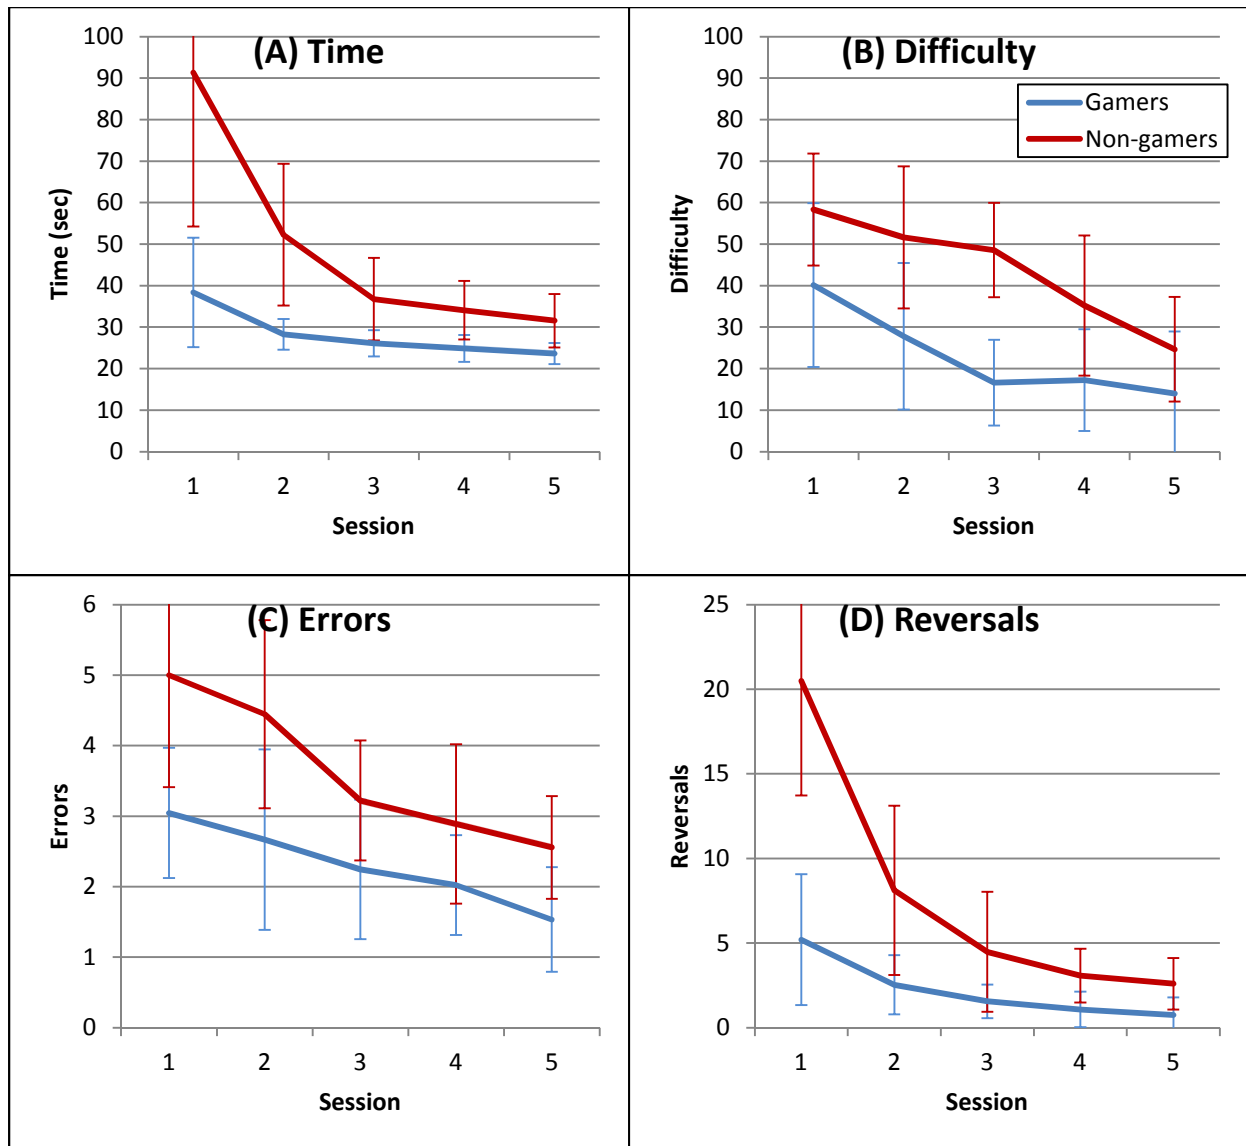 (A) Time
100
90
80
70
60
50
40
30
20
10
0
Time (sec)
1 2 3 4 5
Session
(B) Difficulty
Gamers
Non-gamers
100
90
80
70
60
50
40
30
20
10
0
Difficulty
1 2 3 4 5
Session
(C) Errors
6
5
4
3
2
1
0
Errors
1 2 3 4 5
Session
(D) Reversals
25
20
15
10
5
0
Reversals
1 2 3 4 5
Session